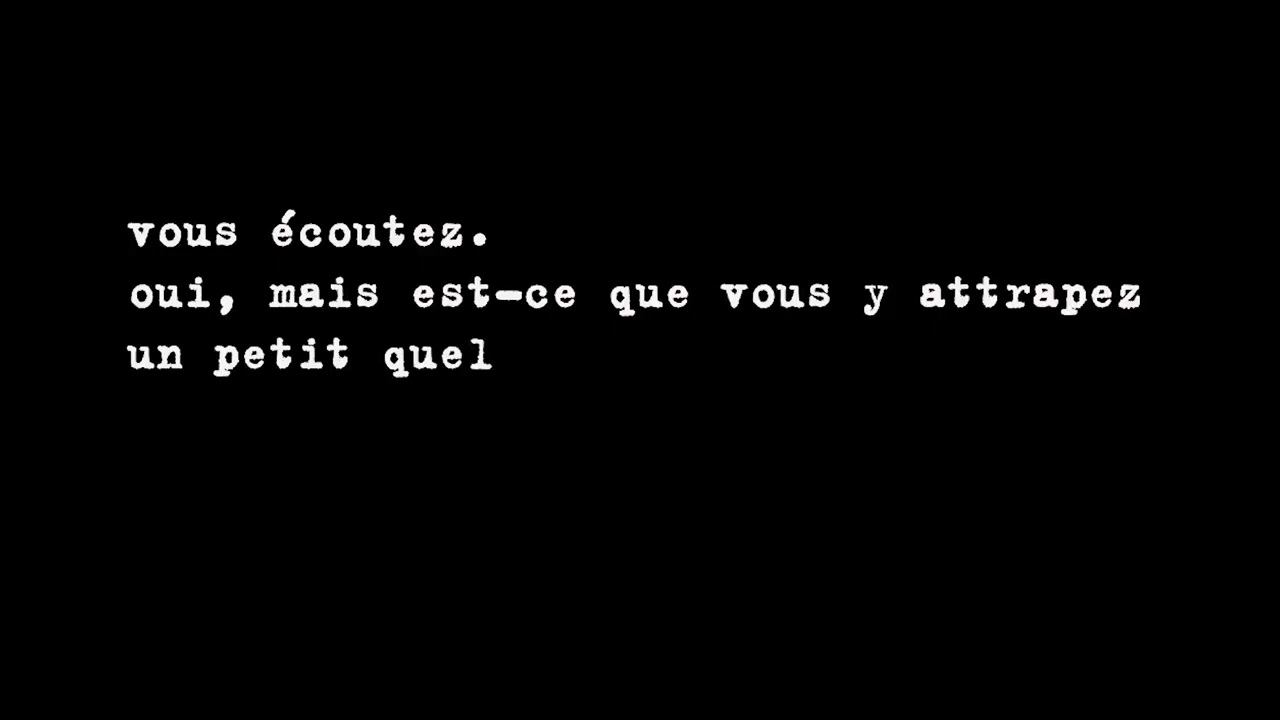 vous écoutez.
oui, mais est-ce que vous y attrapez
un petit quel